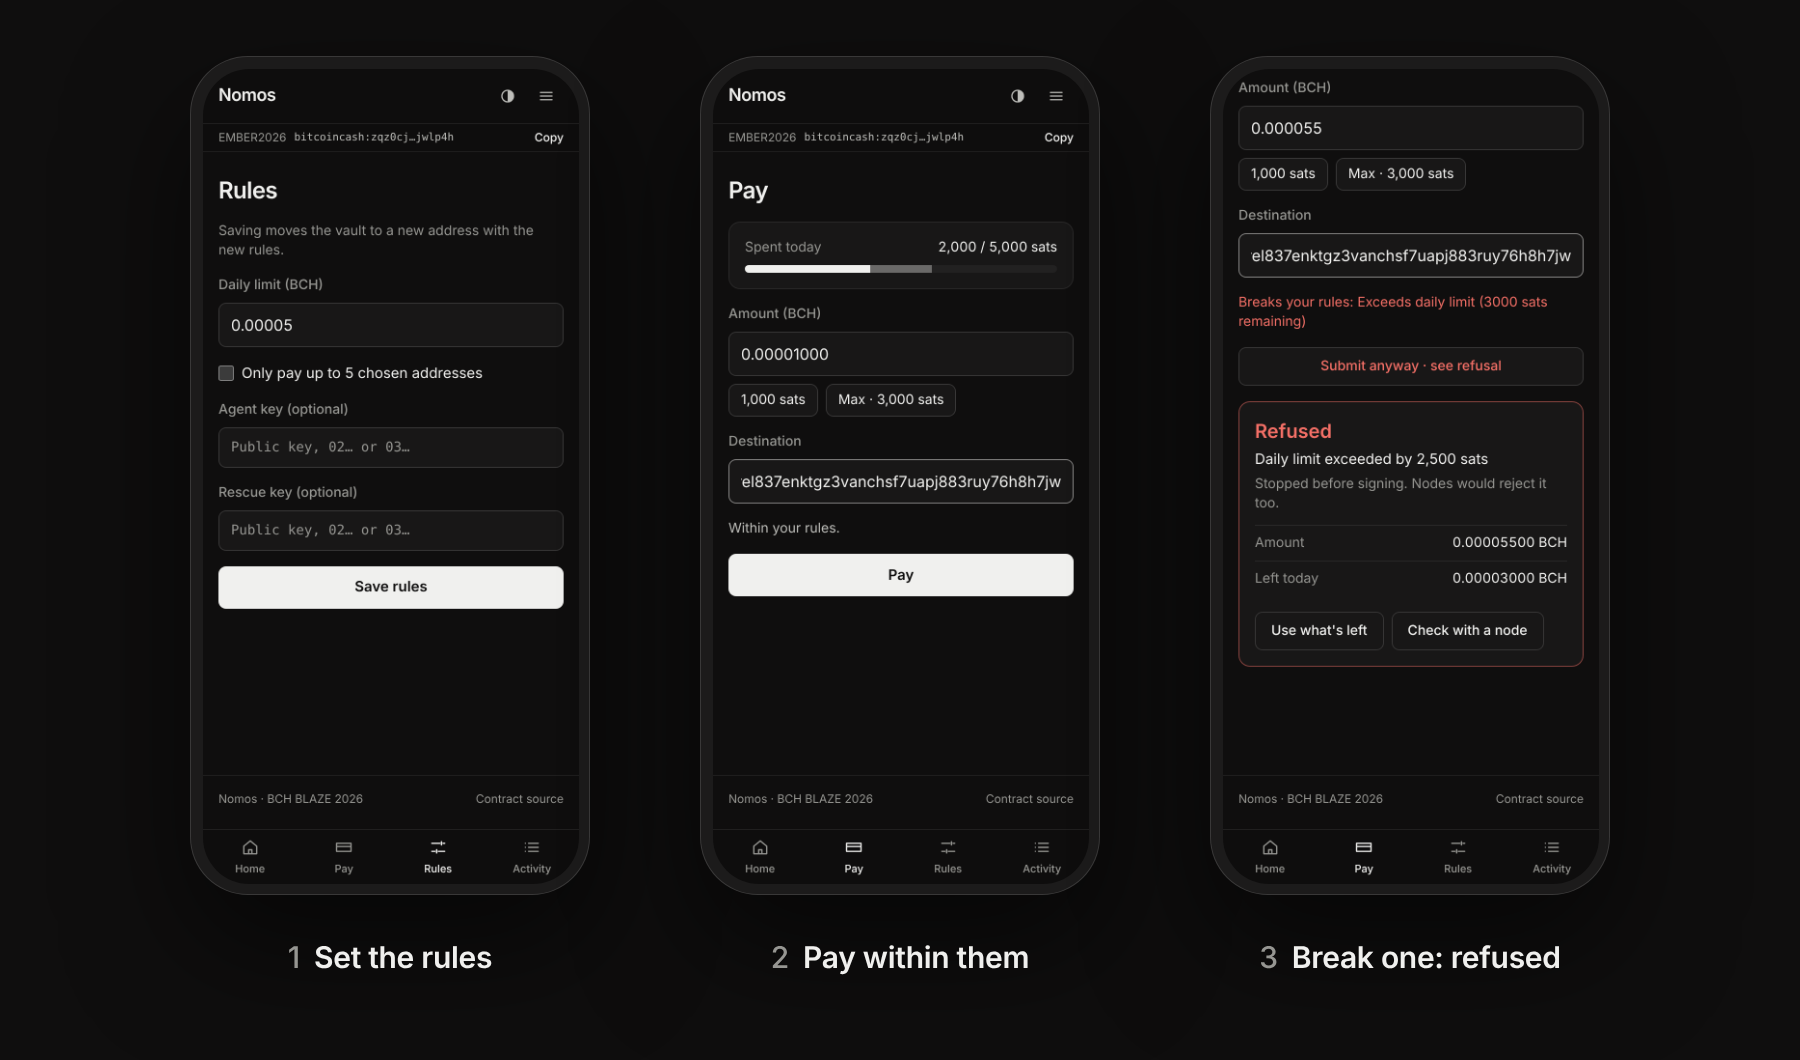 Nomos
EMBER2026 bitcoincash:zqz0cj…jwlp4h Copy
Rules
Saving moves the vault to a new address with the
new rules.
Daily limit (BCH)
0.00005
Only pay up to 5 chosen addresses
Agent key (optional)
Public key, 02… or 03…
Rescue key (optional)
Public key, 02… or 03…
Save rules
Nomos · BCH BLAZE 2026 Contract source
Home Pay Rules Activity
1 Set the rules
Nomos
EMBER2026 bitcoincash:zqz0cj…jwlp4h Copy
Pay
Spent today 2,000 / 5,000 sats
Amount (BCH)
0.00001000
1,000 sats Max · 3,000 sats
Destination
el837enktgz3vanchsf7uapj883ruy76h8h7jw
Within your rules.
Pay
Nomos · BCH BLAZE 2026 Contract source
Home Pay Rules Activity
2 Pay within them
Amount (BCH)
0.000055
1,000 sats Max · 3,000 sats
Destination
el837enktgz3vanchsf7uapj883ruy76h8h7jw
Breaks your rules: Exceeds daily limit (3000 sats
remaining)
Submit anyway · see refusal
Refused
Daily limit exceeded by 2,500 sats
Stopped before signing. Nodes would reject it
too.
Amount 0.00005500 BCH
Left today 0.00003000 BCH
Use what's left Check with a node
Nomos · BCH BLAZE 2026 Contract source
Home Pay Rules Activity
3 Break one: refused